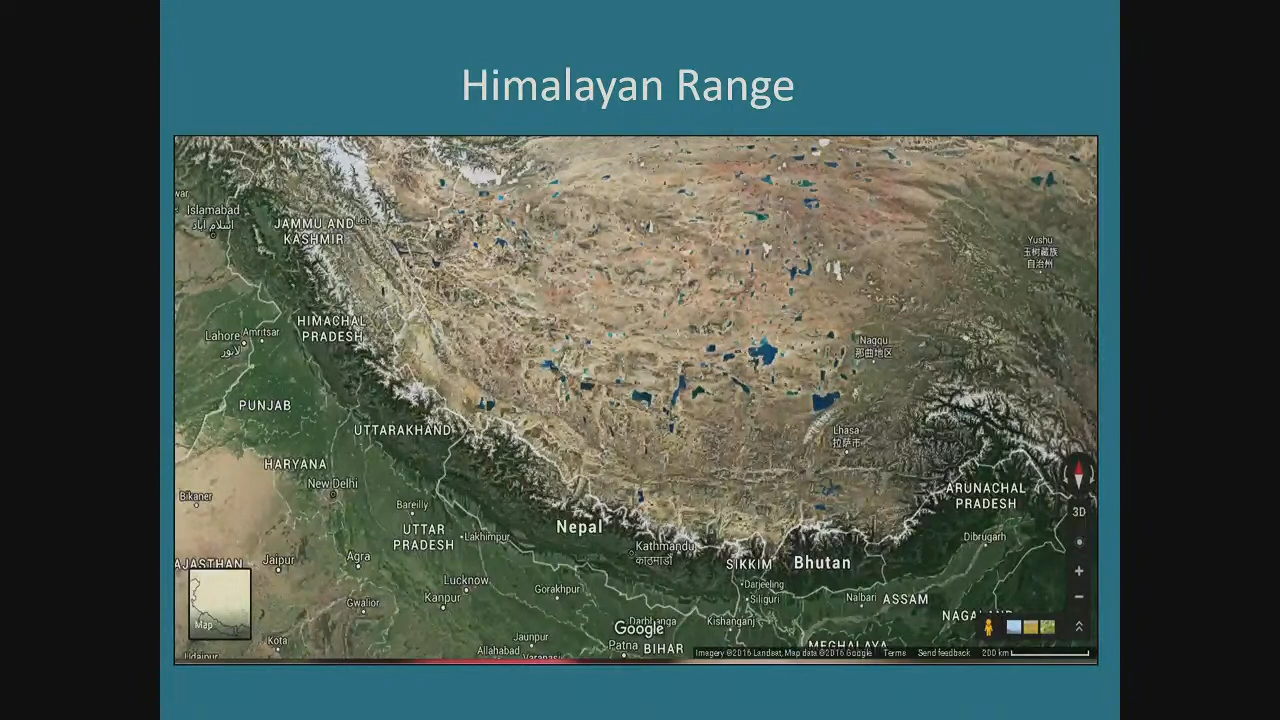 Himalayan Range
war
Islamabad
اسلام آباد
JAMMU AND
KASHMIR
Leh
Yushu
玉树藏族
自治州
HIMACHAL
PRADESH
Lahore
لاہور
Amritsar
Nagqu
那曲地区
PUNJAB
UTTARAKHAND
Lhasa
拉萨市
HARYANA
New Delhi
Bikaner
ARUNACHAL
PRADESH
3D
Bareilly
UTTAR
PRADESH
Lakhimpur
Nepal
Kathmandu
काठमाडौं
SIKKIM
Bhutan
Dibrugarh
AJASTHAN
Jaipur
Agra
Lucknow
Kanpur
Gorakhpur
Darjeeling
Siliguri
Nalbari
ASSAM
Gwalior
Map
Google
Kishanganj
Kota
Jaunpur
Patna
BIHAR
MEGHALAYA
Udaipur
Allahabad
Varanasi
Imagery ©2016 Landsat, Map data ©2016 Google
Terms
Send feedback
200 km